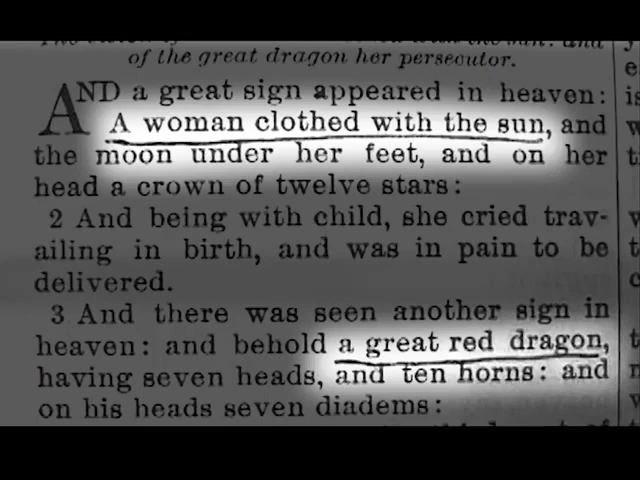 of the great dragon her persecutor.
AND a great sign appeared in heaven:
A woman clothed with the sun, and
the moon under her feet, and on her
head a crown of twelve stars:
2 And being with child, she cried trav-
ailing in birth, and was in pain to be
delivered.
3 And there was seen another sign in
heaven: and behold a great red dragon,
having seven heads, and ten horns: and
on his heads seven diadems: